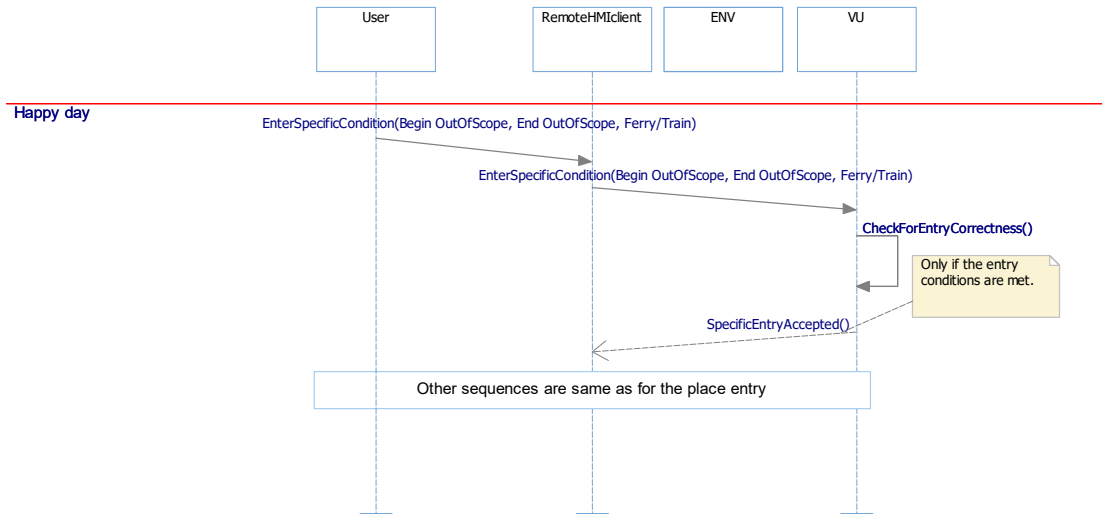 User
RemoteHMIclient
ENV
VU
Happy day
EnterSpecificCondition(Begin OutOfScope, End OutOfScope, Ferry/Train)
EnterSpecificCondition(Begin OutOfScope, End OutOfScope, Ferry/Train)
CheckForEntryCorrectness()
Only if the entry
conditions are met.
SpecificEntryAccepted()
Other sequences are same as for the place entry